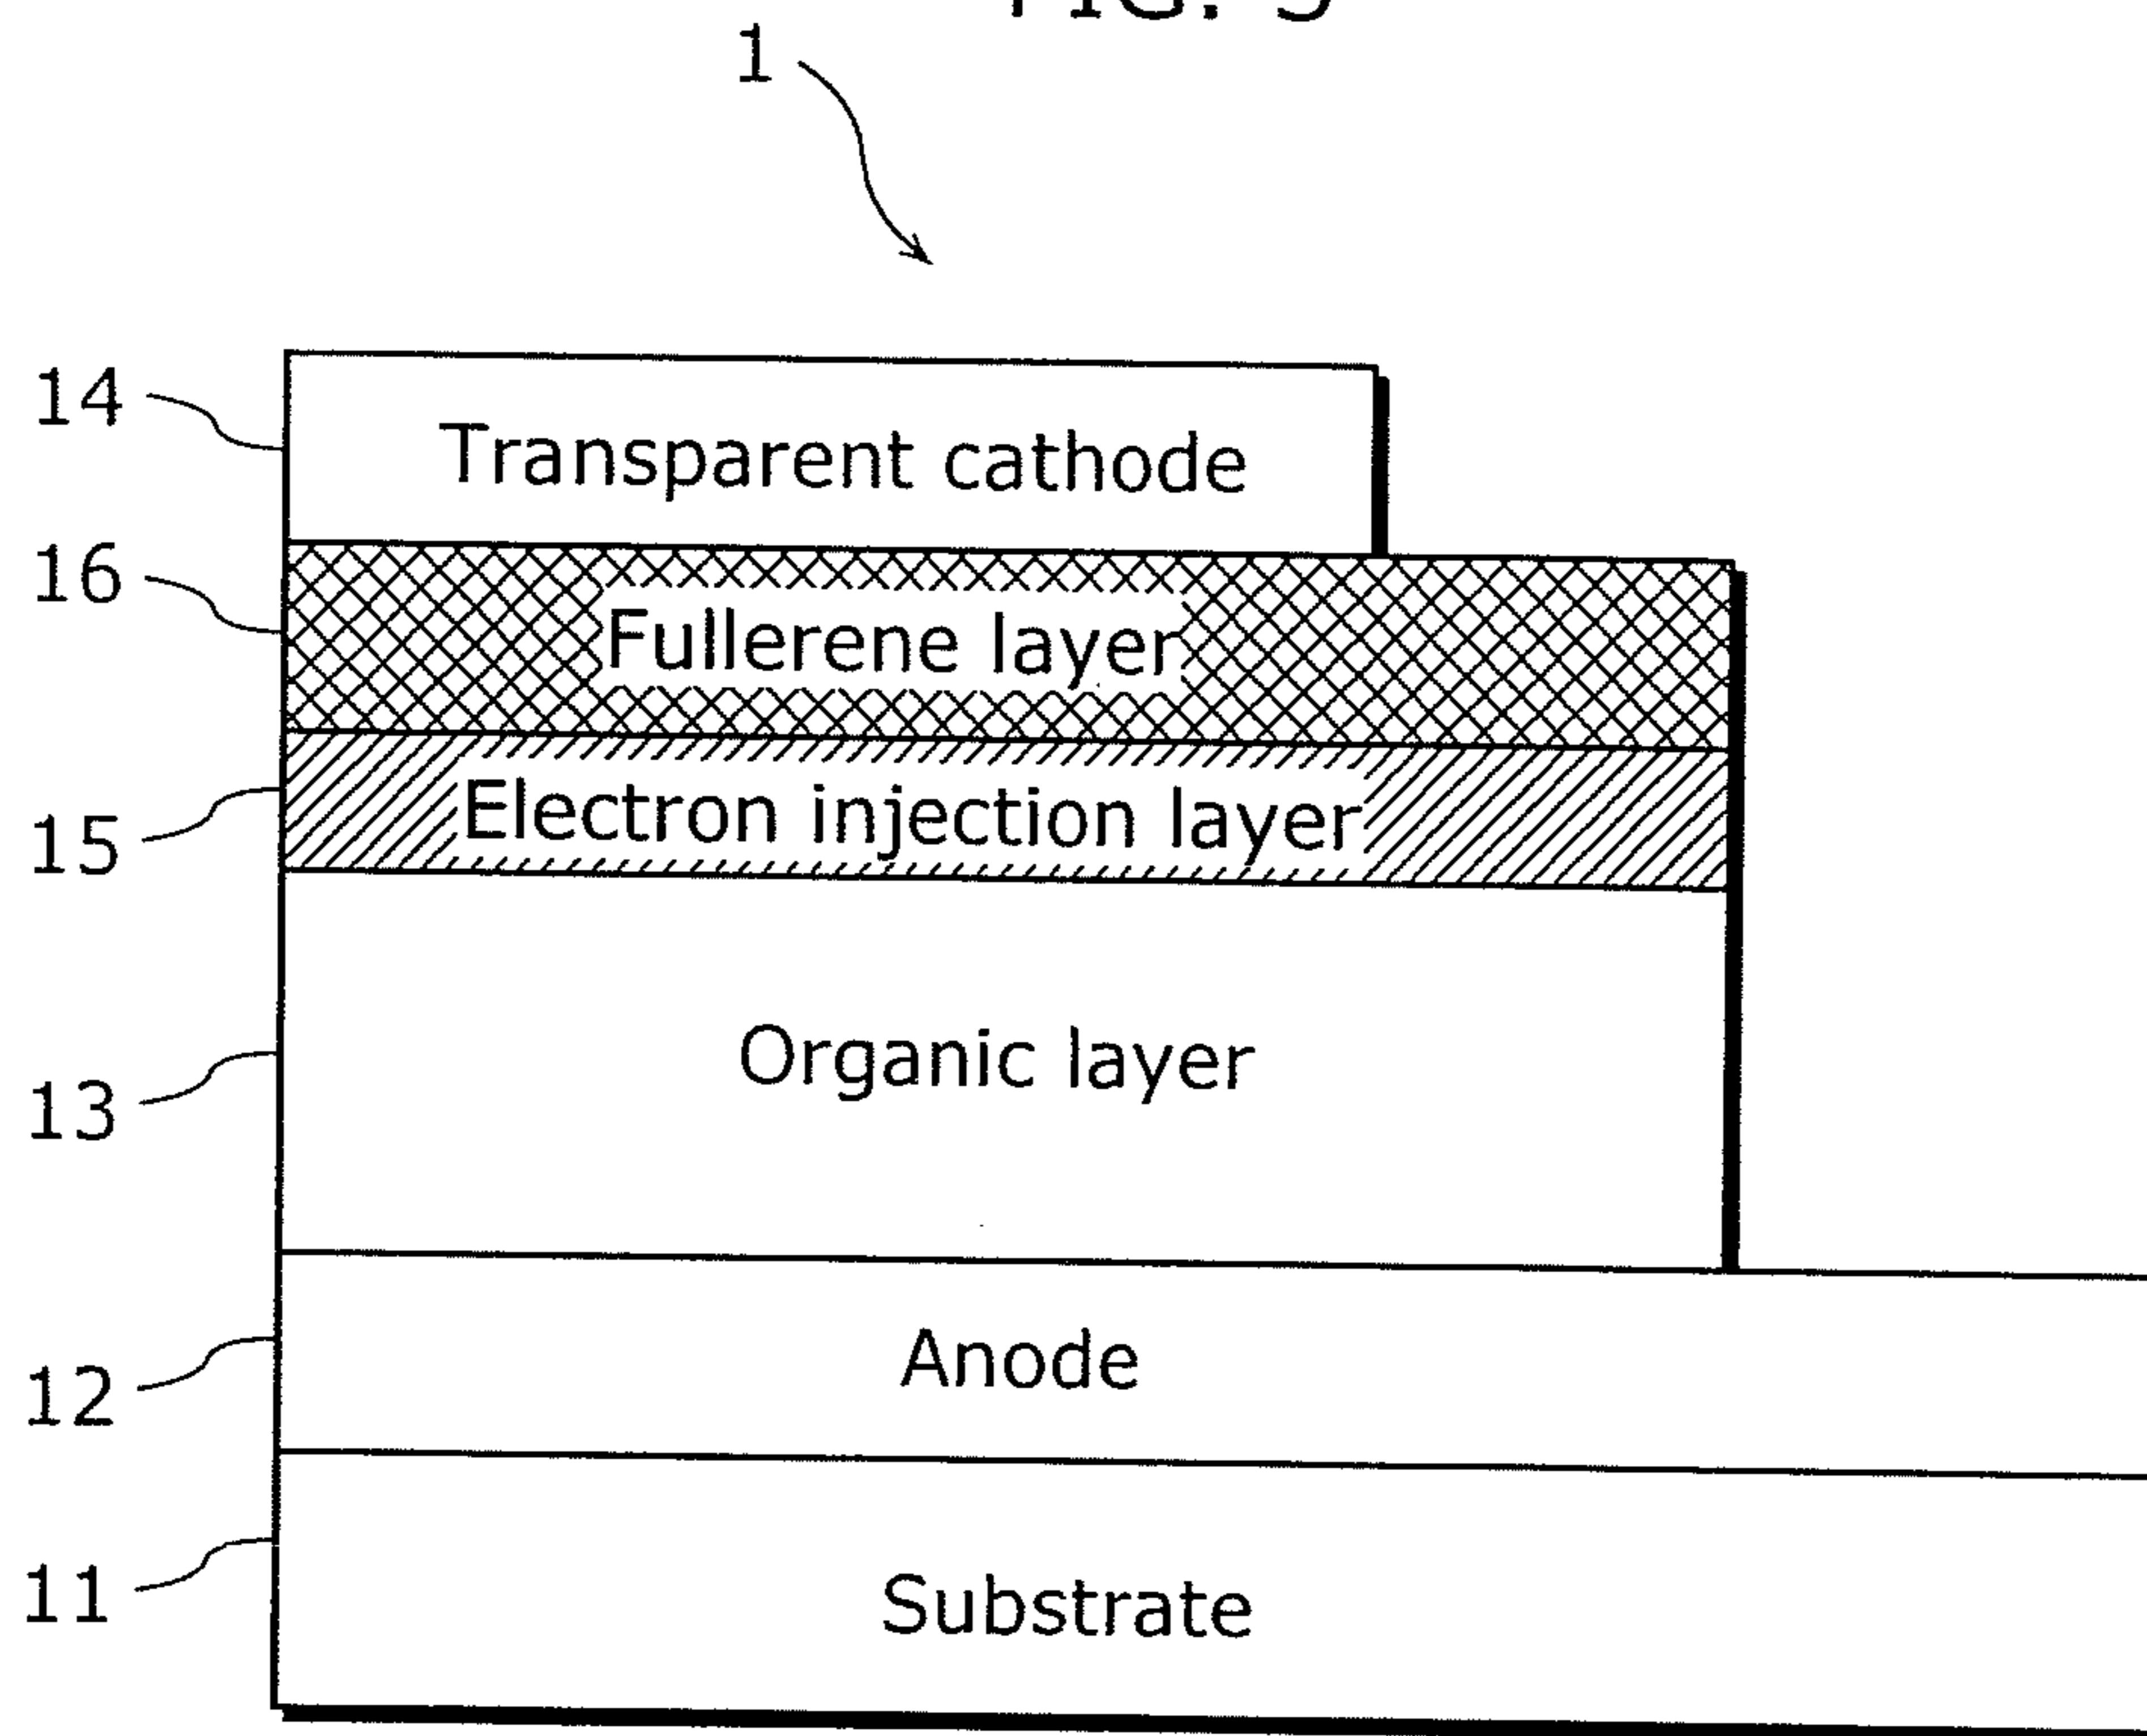 1
14
Transparent cathode
16
Fullerene layer
15
Electron injection layer
13
Organic layer
12
Anode
11
Substrate